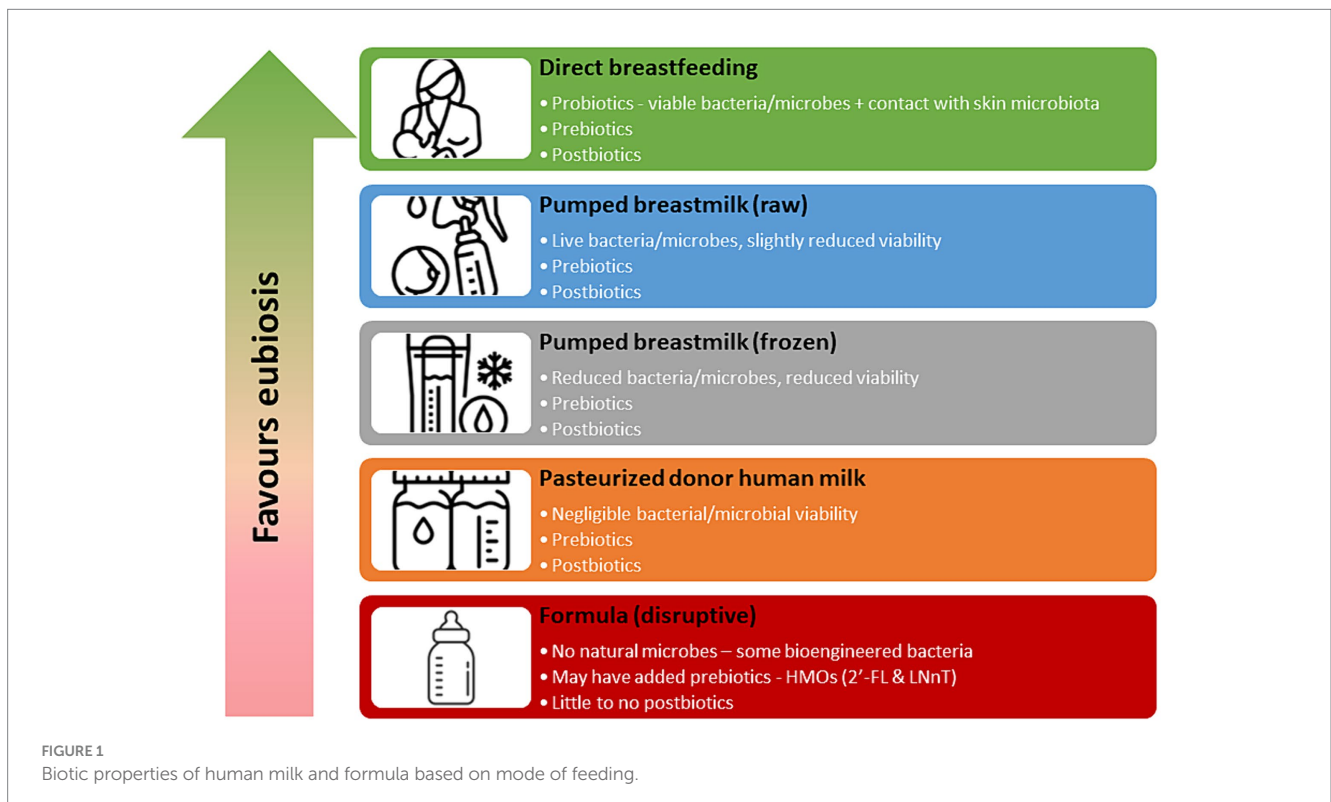 Favours eubiosis
Direct breastfeeding
• Probiotics - viable bacteria/microbes + contact with skin microbiota
• Prebiotics
• Postbiotics
Pumped breastmilk (raw)
• Live bacteria/microbes, slightly reduced viability
• Prebiotics
• Postbiotics
Pumped breastmilk (frozen)
• Reduced bacteria/microbes, reduced viability
• Prebiotics
• Postbiotics
Pasteurized donor human milk
• Negligible bacterial/microbial viability
• Prebiotics
• Postbiotics
Formula (disruptive)
• No natural microbes – some bioengineered bacteria
• May have added prebiotics - HMOs (2’-FL & LNnT)
• Little to no postbiotics
FIGURE 1
Biotic properties of human milk and formula based on mode of feeding.